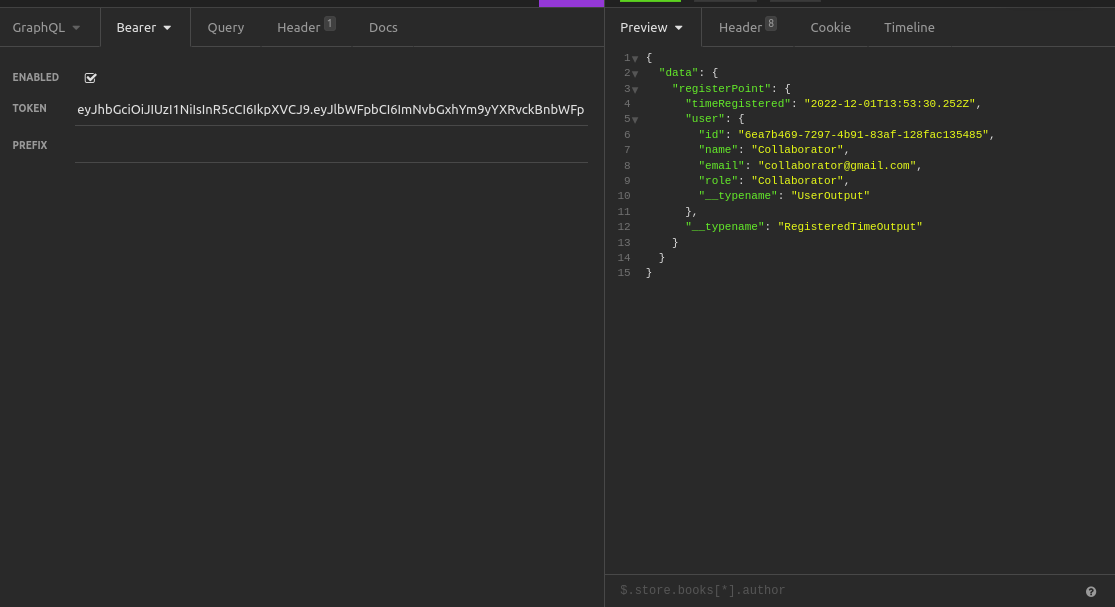 GraphQL Bearer Query Header 1 Docs
ENABLED
TOKEN eyJhbGciOiJIUzI1NiIsInR5cCI6IkpXVCJ9.eyJlbWFpbCI6ImNvbGxhYm9yYXRvckBnbWFp
PREFIX
Preview Header 8 Cookie Timeline
1 {
2 "data": {
3 "registerPoint": {
4 "timeRegistered": "2022-12-01T13:53:30.252Z",
5 "user": {
6 "id": "6ea7b469-7297-4b91-83af-128fac135485",
7 "name": "Collaborator",
8 "email": "collaborator@gmail.com",
9 "role": "Collaborator",
10 "__typename": "UserOutput"
11 },
12 "__typename": "RegisteredTimeOutput"
13 }
14 }
15 }
$.store.books[*].author
?